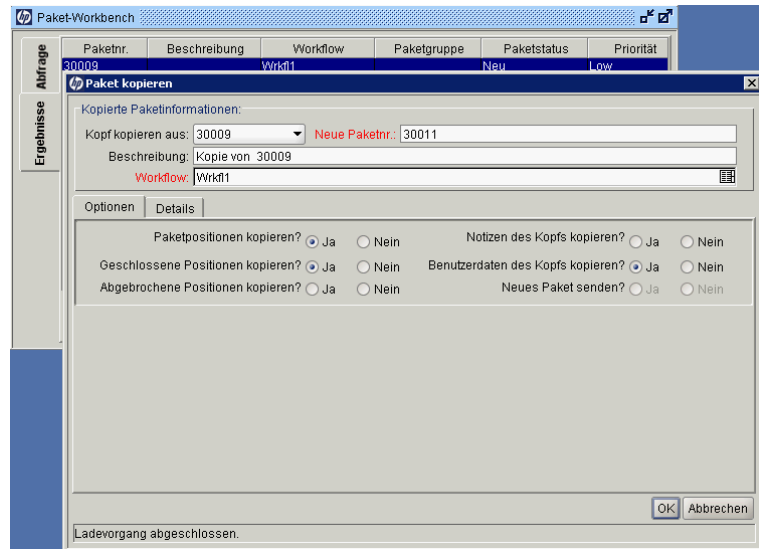 hp Paket-Workbench
Abfrage
Ergebnisse
Paketnr. Beschreibung Workflow Paketgruppe Paketstatus Priorität
30009 Wrkfl1 Neu Low
hp Paket kopieren
Kopierte Paketinformationen:
Kopf kopieren aus: 30009 Neue Paketnr.: 30011
Beschreibung: Kopie von 30009
Workflow: Wrkfl1
Optionen Details
Paketpositionen kopieren? Ja Nein Notizen des Kopfs kopieren? Ja Nein
Geschlossene Positionen kopieren? Ja Nein Benutzerdaten des Kopfs kopieren? Ja Nein
Abgebrochene Positionen kopieren? Ja Nein Neues Paket senden? Ja Nein
OK Abbrechen
Ladevorgang abgeschlossen.